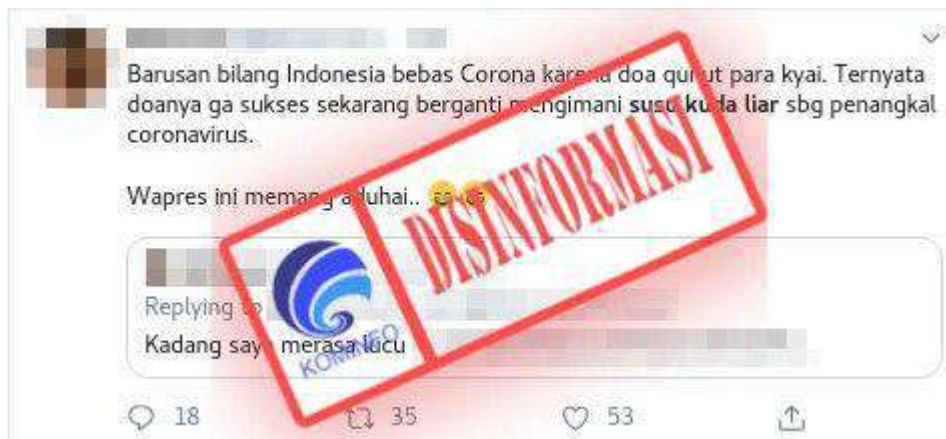 Barusan bilang Indonesia bebas Corona karena doa qunut para kyai. Ternyata
doanya ga sukses sekarang berganti mengimani susu kuda liar sbg penangkal
coronavirus.
Wapres ini memang aduhai..
DISINFORMASI
KOMINFO
Replying to
Kadang saya merasa lucu
18 35 53